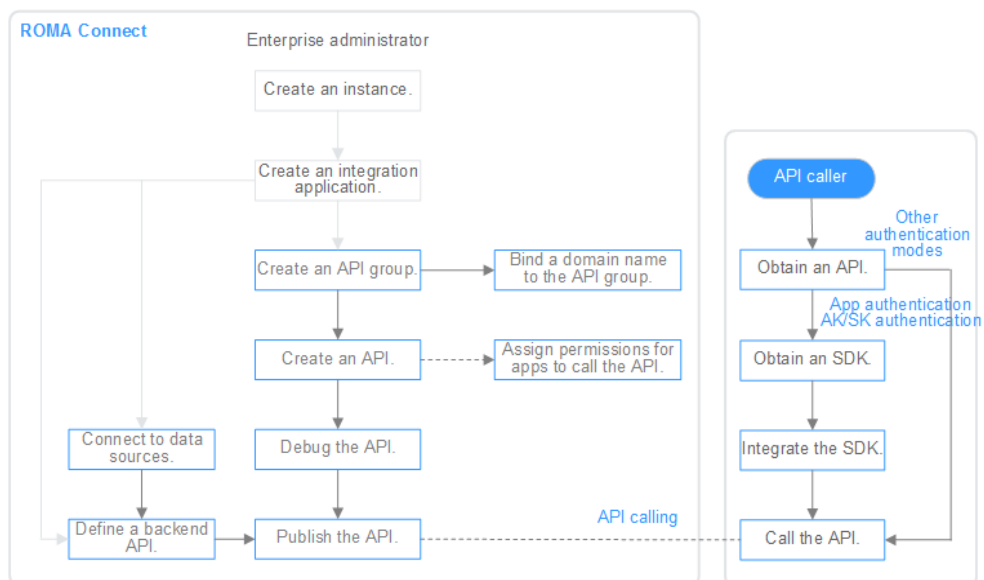 ROMA Connect
Enterprise administrator
Create an instance.
Create an integration
application.
Create an API group.
Bind a domain name
to the API group.
Create an API.
Assign permissions for
apps to call the API.
Connect to data
sources.
Debug the API.
Define a backend
API.
Publish the API.
API calling
API caller
Other
authentication
modes
Obtain an API.
App authentication
AK/SK authentication
Obtain an SDK.
Integrate the SDK.
Call the API.